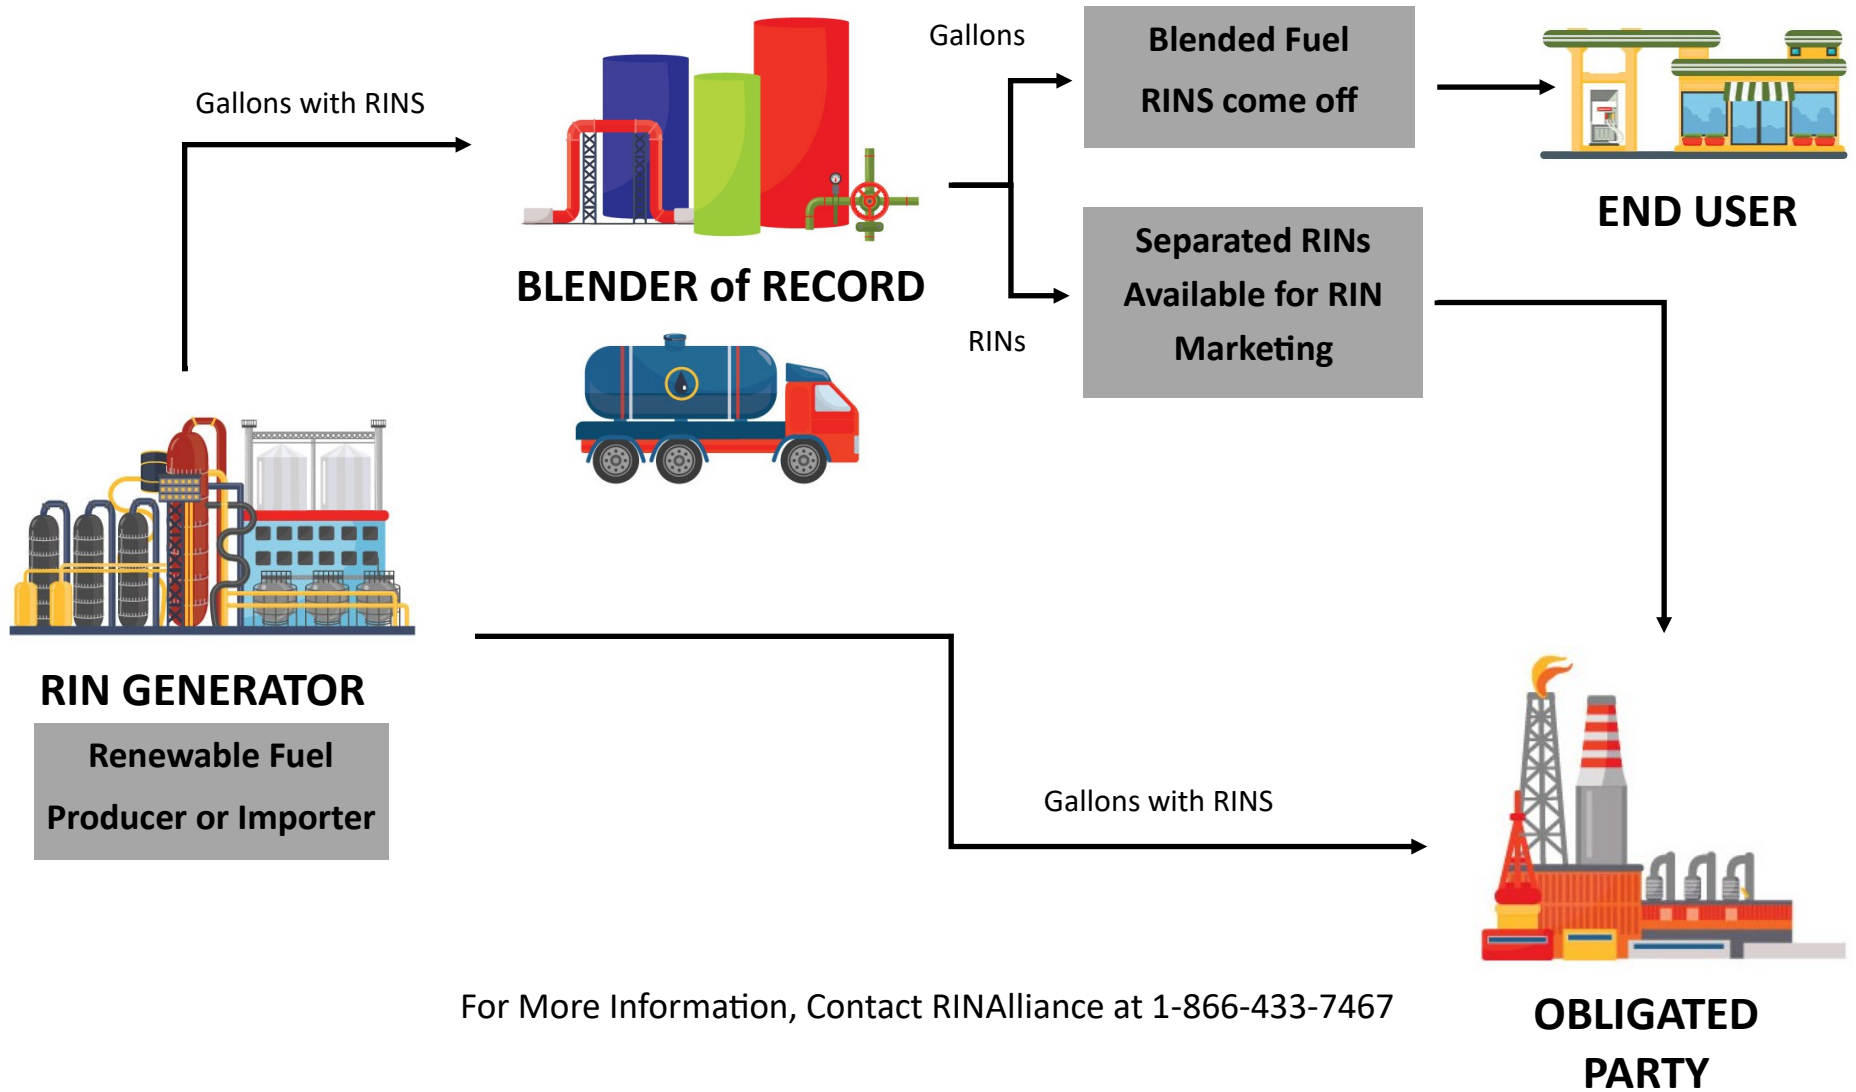 Gallons with RINS
BLENDER of RECORD
Gallons
RINs
Blended Fuel
RINS come off
END USER
Separated RINs
Available for RIN
Marketing
RIN GENERATOR
Renewable Fuel
Producer or Importer
Gallons with RINS
OBLIGATED
PARTY
For More Information, Contact RINAlliance at 1-866-433-7467